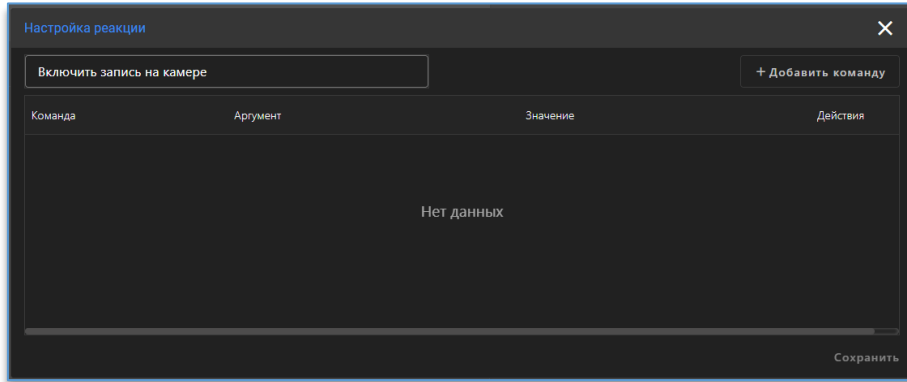 Настройка реакции
Включить запись на камере
+ Добавить команду
Команда Аргумент Значение Действия
Нет данных
Сохранить